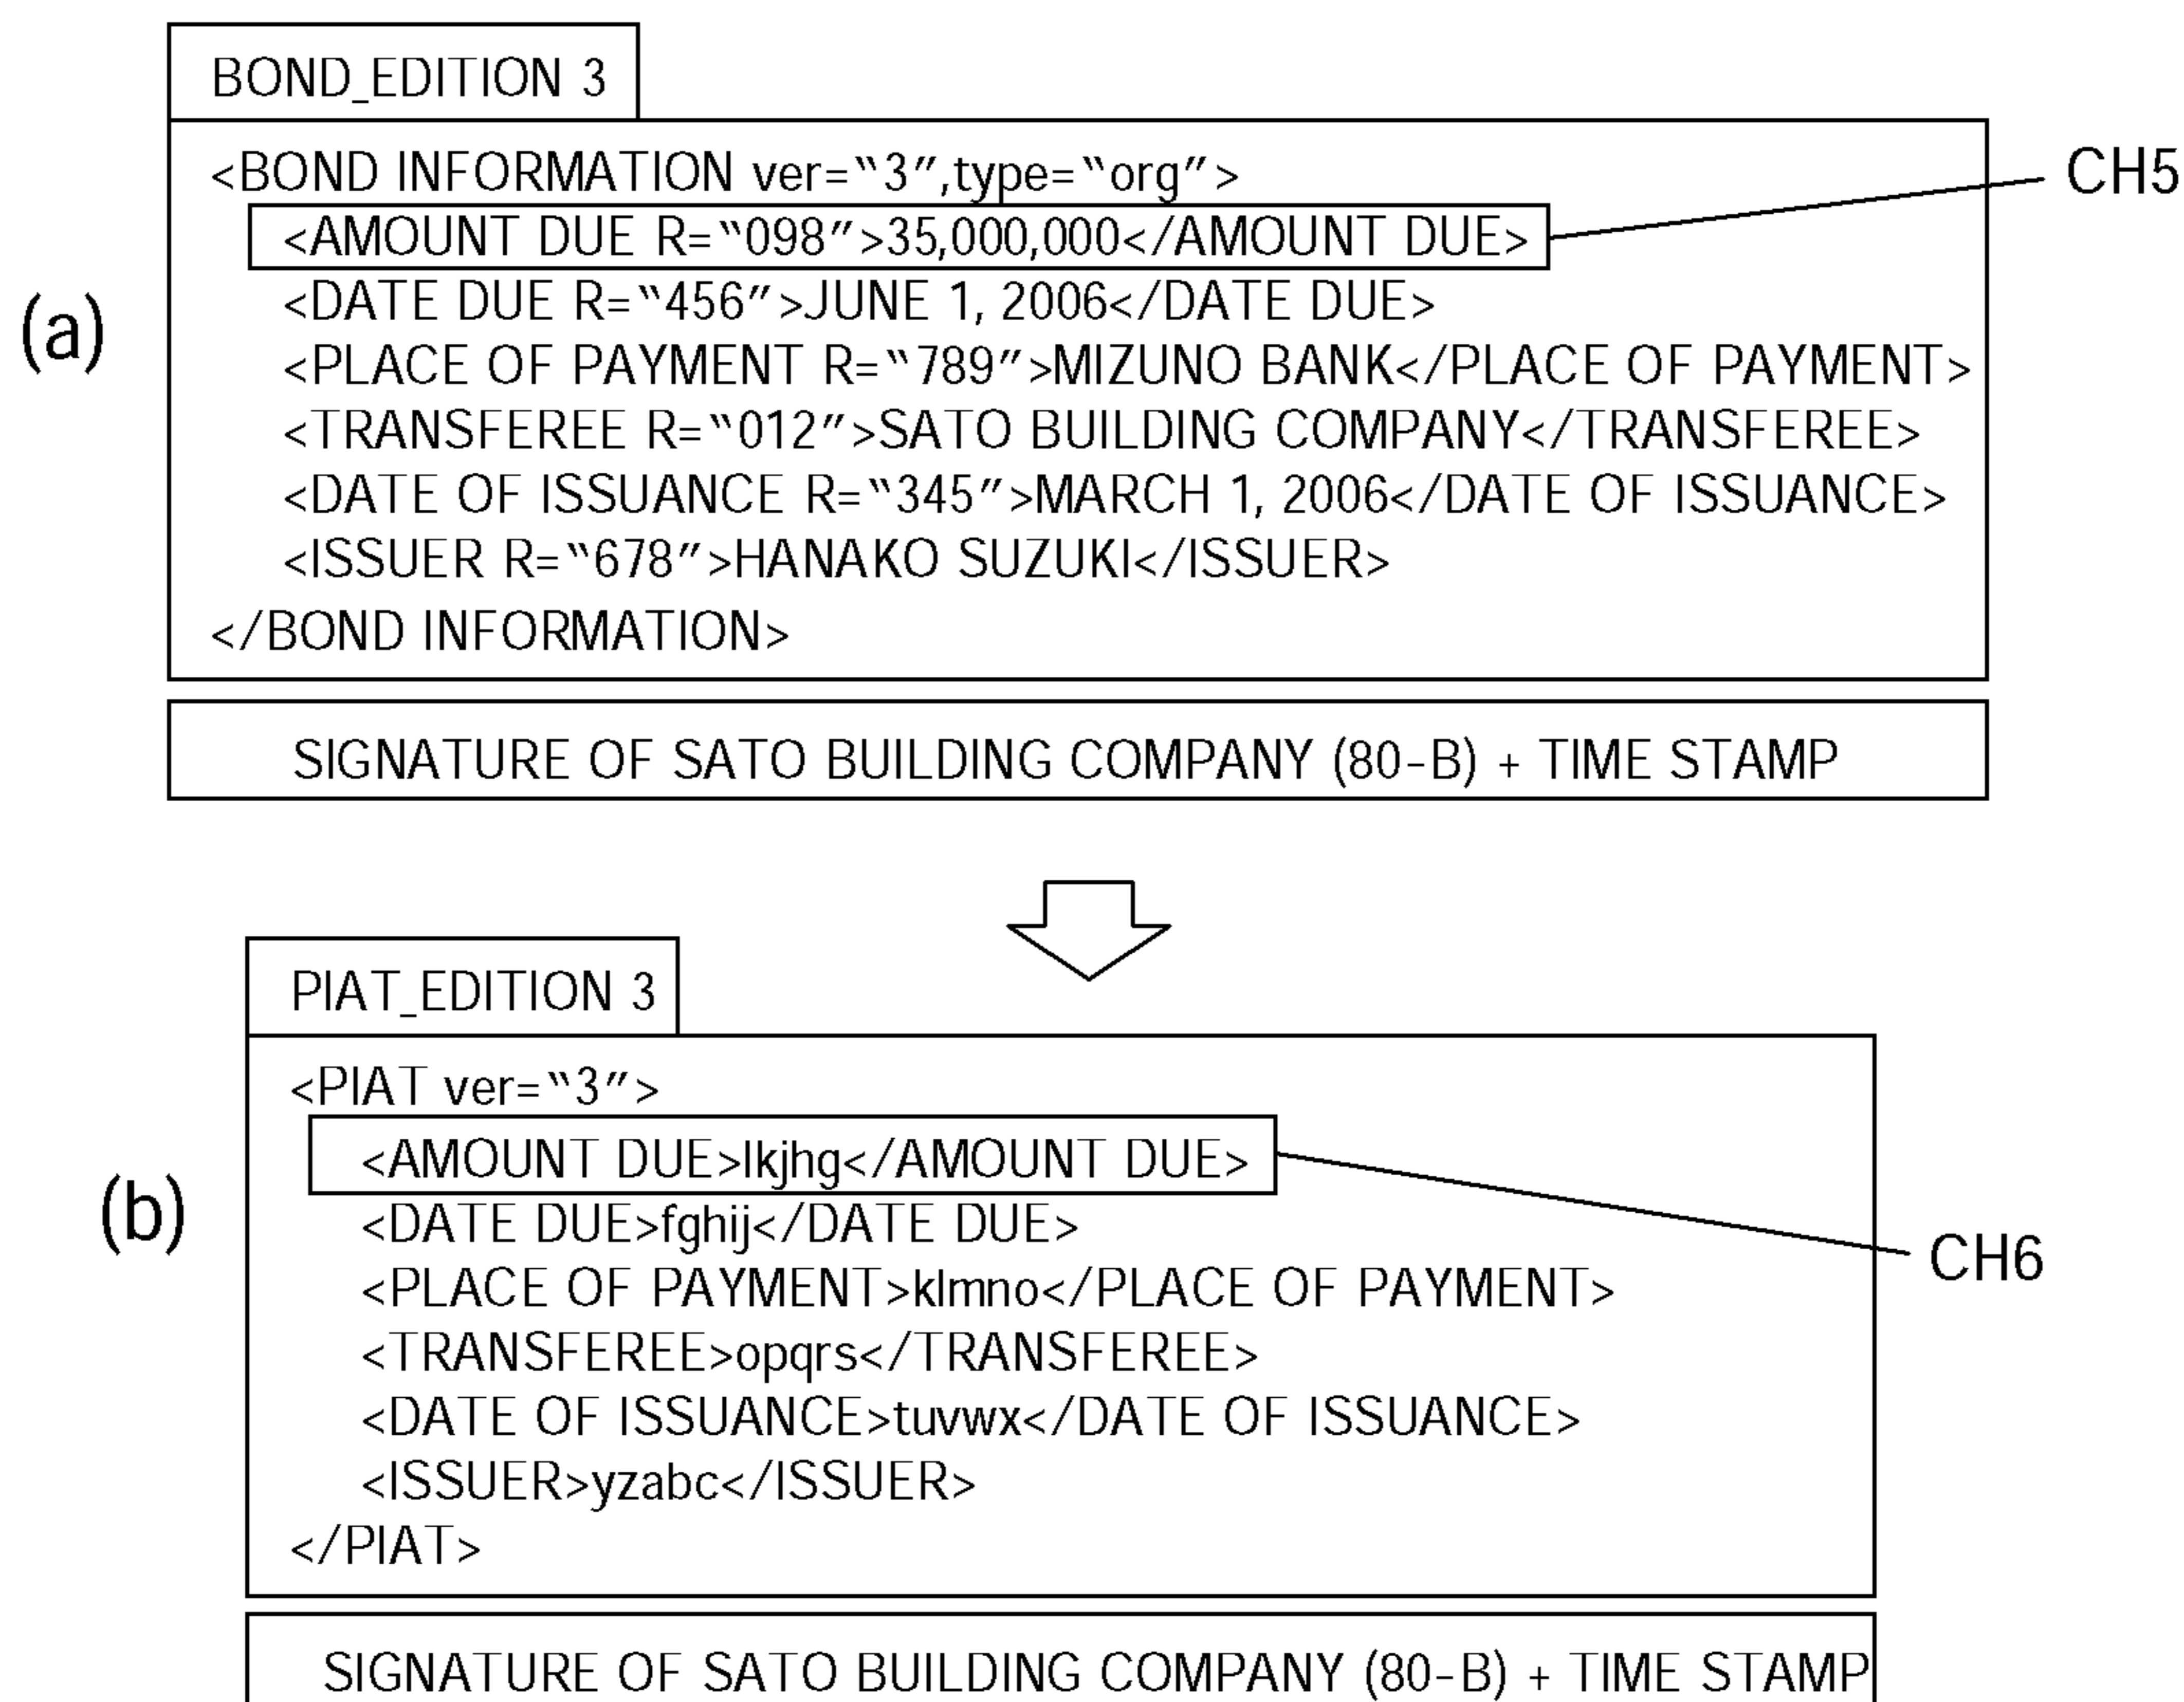 BOND_EDITION 3
<BOND INFORMATION ver="3",type="org">
CH5
<AMOUNT DUE R="098">35,000,000</AMOUNT DUE>
(a)
<DATE DUE R="456">JUNE 1, 2006</DATE DUE>
<PLACE OF PAYMENT R="789">MIZUNO BANK</PLACE OF PAYMENT>
<TRANSFEREE R="012">SATO BUILDING COMPANY</TRANSFEREE>
<DATE OF ISSUANCE R="345">MARCH 1, 2006</DATE OF ISSUANCE>
<ISSUER R="678">HANAKO SUZUKI</ISSUER>
</BOND INFORMATION>
SIGNATURE OF SATO BUILDING COMPANY (80-B) + TIME STAMP
PIAT_EDITION 3
<PIAT ver="3">
<AMOUNT DUE>lkjhg</AMOUNT DUE>
(b)
<DATE DUE>fghij</DATE DUE>
CH6
<PLACE OF PAYMENT>klmno</PLACE OF PAYMENT>
<TRANSFEREE>opqrs</TRANSFEREE>
<DATE OF ISSUANCE>tuvwx</DATE OF ISSUANCE>
<ISSUER>yzabc</ISSUER>
</PIAT>
SIGNATURE OF SATO BUILDING COMPANY (80-B) + TIME STAMP